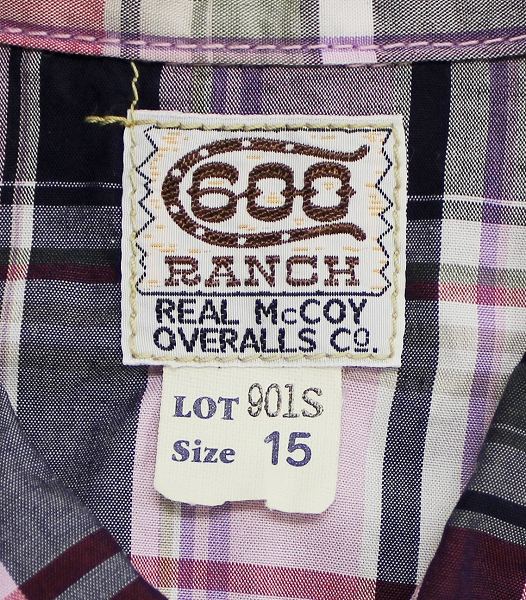 600
RANCH
REAL McCOY
OVERALLS Co.
LOT 901S
Size 15